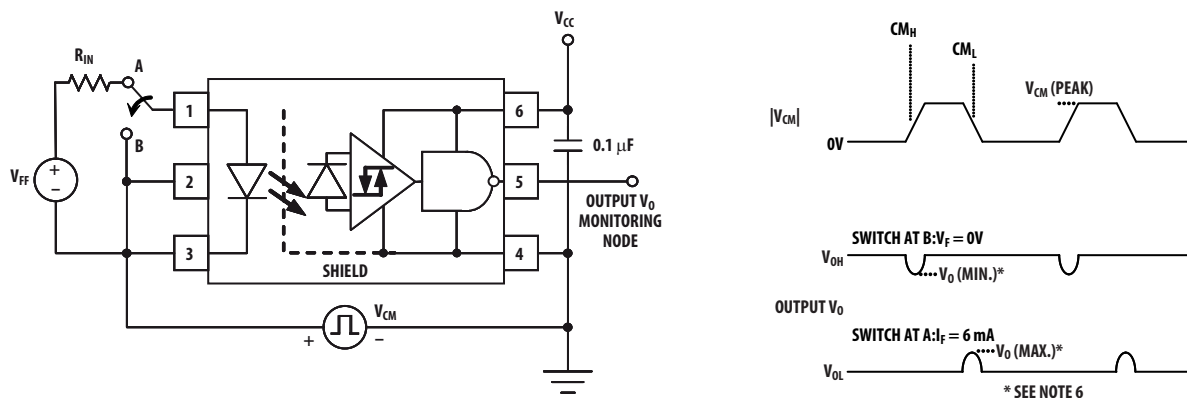 V_CC
R_IN
A
B
V_FF
+
−
1
2
3
6
5
4
0.1 μF
OUTPUT V_O
MONITORING
NODE
SHIELD
V_CM
+
−
CM_H
CM_L
|V_CM|
V_CM (PEAK)
0V
SWITCH AT B:V_F = 0V
V_OH
V_O (MIN.)*
OUTPUT V_O
SWITCH AT A:I_F = 6 mA
V_O (MAX.)*
V_OL
* SEE NOTE 6